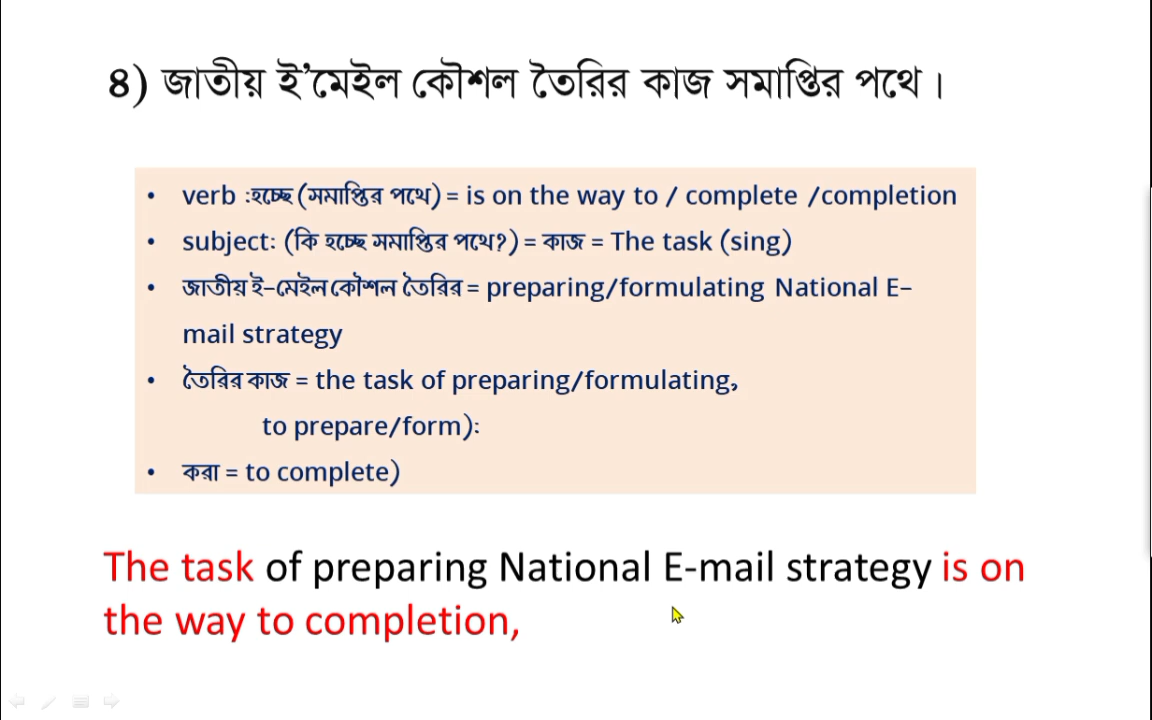 ৪) জাতীয় ই'মেইল কৌশল তৈরির কাজ সমাপ্তির পথে।
• verb :হচ্ছে (সমাপ্তির পথে) = is on the way to / complete /completion
• subject: (কি হচ্ছে সমাপ্তির পথে?) = কাজ = The task (sing)
• জাতীয় ই-মেইল কৌশল তৈরির = preparing/formulating National E-
mail strategy
• তৈরির কাজ = the task of preparing/formulating,
to prepare/form):
• করা = to complete)
The task of preparing National E-mail strategy is on
the way to completion,